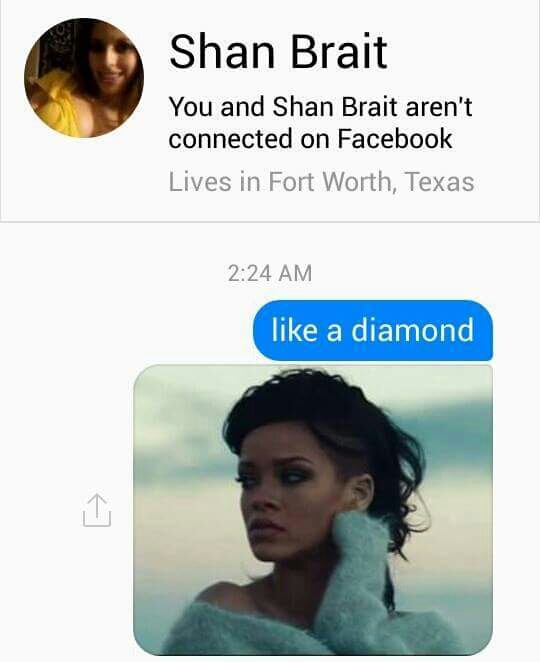 Shan Brait
You and Shan Brait aren't
connected on Facebook
Lives in Fort Worth, Texas
2:24 AM
like a diamond